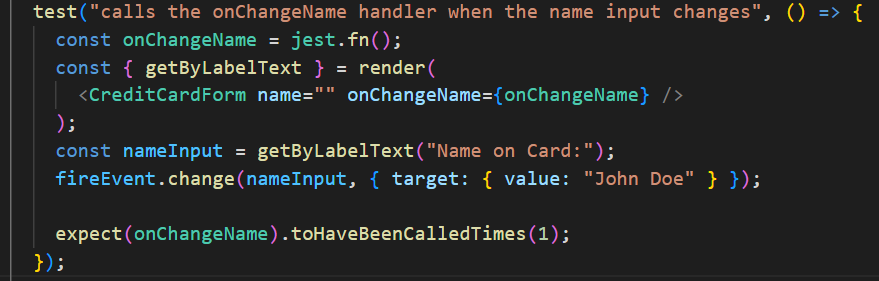 test("calls the onChangeName handler when the name input changes", () => {
const onChangeName = jest.fn();
const { getByLabelText } = render(
<CreditCardForm name="" onChangeName={onChangeName} />
);
const nameInput = getByLabelText("Name on Card:");
fireEvent.change(nameInput, { target: { value: "John Doe" } });
expect(onChangeName).toHaveBeenCalledTimes(1);
});